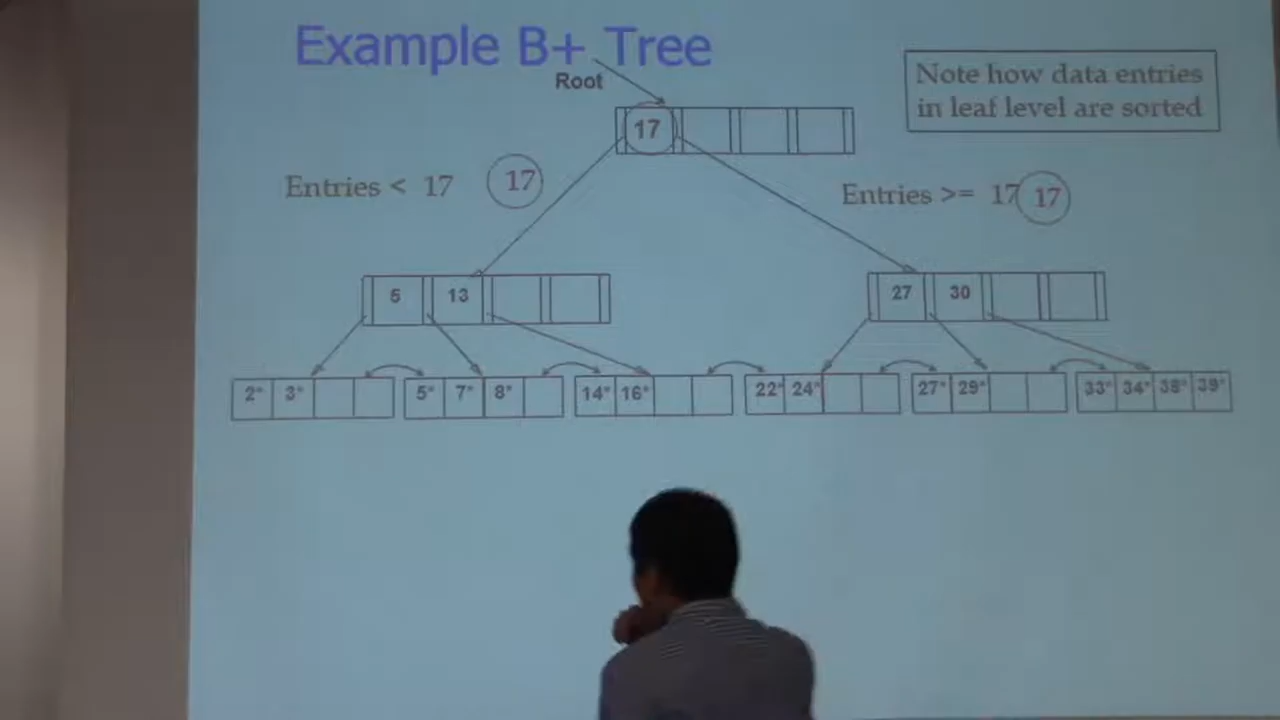 Example B+ Tree
Root
Note how data entries
in leaf level are sorted
17
Entries < 17 17
Entries >= 17 17
5 13
27 30
2* 3* 5* 7* 8* 14* 16* 22* 24* 27* 29* 33* 34* 38* 39*